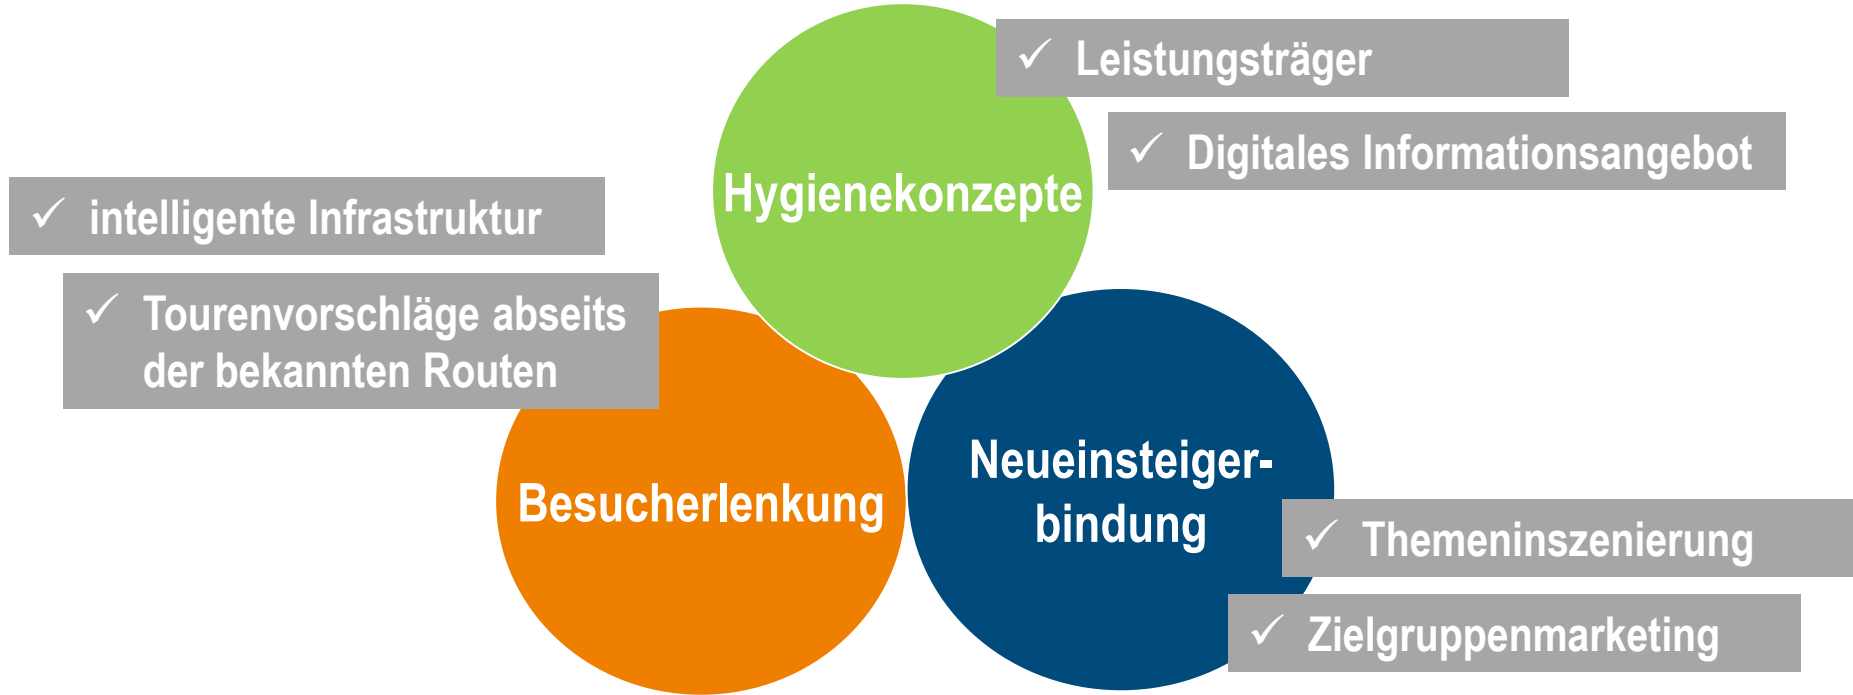 ✓ Leistungsträger
✓ Digitales Informationsangebot
Hygienekonzepte
✓ intelligente Infrastruktur
✓ Tourenvorschläge abseits
der bekannten Routen
Besucherlenkung
Neueinsteiger-
bindung
✓ Themeninszenierung
✓ Zielgruppenmarketing